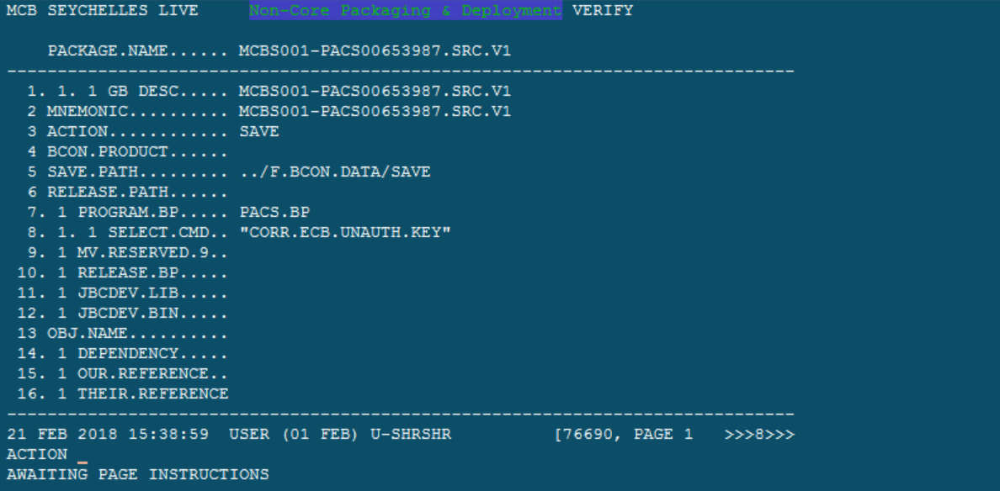 MCB SEYCHELLES LIVE     Non-Core Packaging & Deployment VERIFY
PACKAGE.NAME...... MCBS001-PACS00653987.SRC.V1
------------------------------------------------------------------------------
1. 1. 1 GB DESC..... MCBS001-PACS00653987.SRC.V1
2 MNEMONIC.......... MCBS001-PACS00653987.SRC.V1
3 ACTION............ SAVE
4 BCON.PRODUCT......
5 SAVE.PATH......... ../F.BCON.DATA/SAVE
6 RELEASE.PATH......
7. 1 PROGRAM.BP..... PACS.BP
8. 1. 1 SELECT.CMD.. "CORR.ECB.UNAUTH.KEY"
9. 1 MV.RESERVED.9..
10. 1 RELEASE.BP.....
11. 1 JBCDEV.LIB.....
12. 1 JBCDEV.BIN.....
13 OBJ.NAME..........
14. 1 DEPENDENCY.....
15. 1 OUR.REFERENCE..
16. 1 THEIR.REFERENCE
------------------------------------------------------------------------------
21 FEB 2018 15:38:59  USER (01 FEB) U-SHRSHR          [76690, PAGE 1   >>>8>>>
ACTION _
AWAITING PAGE INSTRUCTIONS